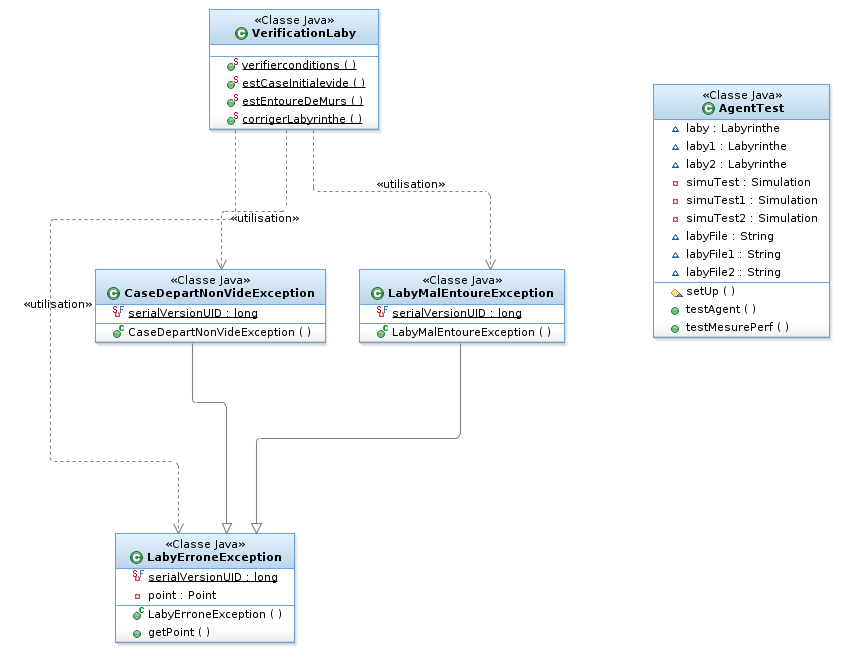 «Classe Java»
VerificationLaby
verifierconditions ( )
estCaseInitialevide ( )
estEntoureDeMurs ( )
corrigerLabyrinthe ( )
«Classe Java»
AgentTest
laby : Labyrinthe
laby1 : Labyrinthe
laby2 : Labyrinthe
simuTest : Simulation
simuTest1 : Simulation
simuTest2 : Simulation
labyFile : String
labyFile1 : String
labyFile2 : String
setUp ( )
testAgent ( )
testMesurePerf ( )
«utilisation»
«utilisation»
«utilisation»
«Classe Java»
CaseDepartNonVideException
serialVersionUID : long
CaseDepartNonVideException ( )
«Classe Java»
LabyMalEntoureException
serialVersionUID : long
LabyMalEntoureException ( )
«Classe Java»
LabyErroneException
serialVersionUID : long
point : Point
LabyErroneException ( )
getPoint ( )